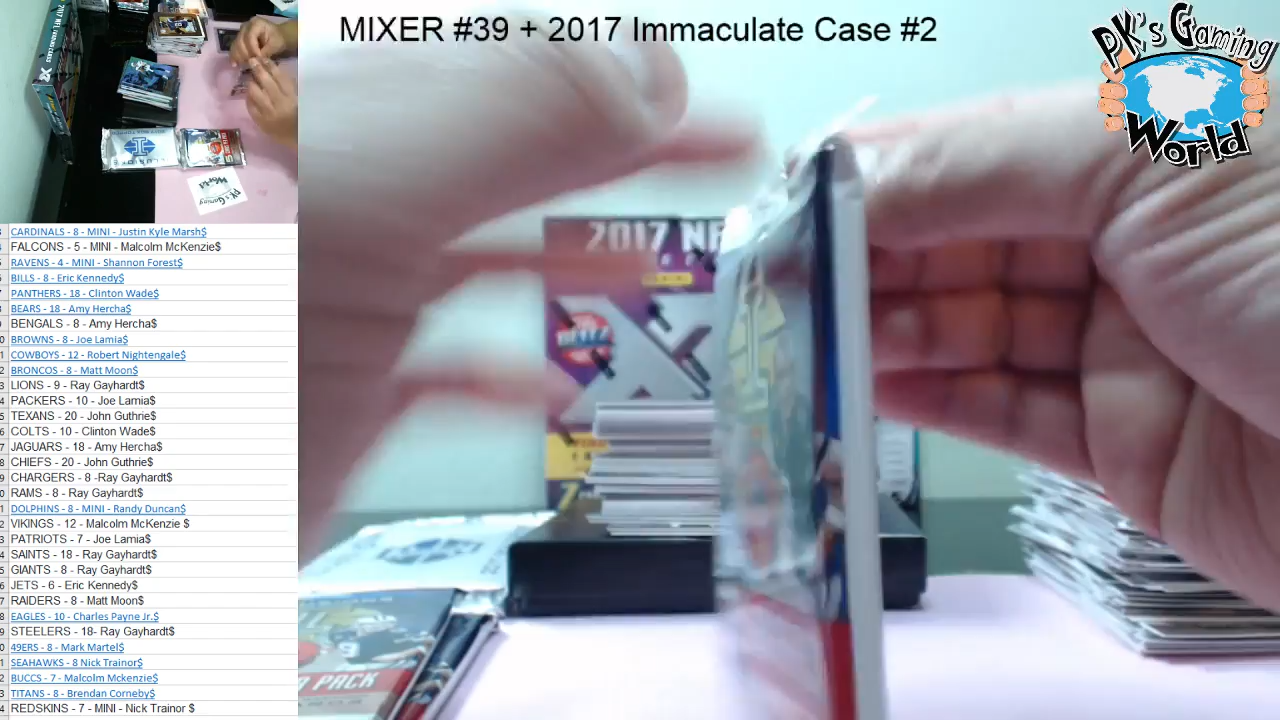 MIXER #39 + 2017 Immaculate Case #2
PK's Gaming
World
CARDINALS - 8 - MINI - Justin Kyle Marsh$
FALCONS - 5 - MINI - Malcolm McKenzie$
RAVENS - 4 - MINI - Shannon Forest$
BILLS - 8 - Eric Kennedy$
PANTHERS - 18 - Clinton Wade$
BEARS - 18 - Amy Hercha$
BENGALS - 8 - Amy Hercha$
BROWNS - 8 - Joe Lamia$
COWBOYS - 12 - Robert Nightengale$
BRONCOS - 8 - Matt Moon$
LIONS - 9 - Ray Gayhardt$
PACKERS - 10 - Joe Lamia$
TEXANS - 20 - John Guthrie$
COLTS - 10 - Clinton Wade$
JAGUARS - 18 - Amy Hercha$
CHIEFS - 20 - John Guthrie$
CHARGERS - 8 -Ray Gayhardt$
RAMS - 8 - Ray Gayhardt$
DOLPHINS - 8 - MINI - Randy Duncan$
VIKINGS - 12 - Malcolm McKenzie $
PATRIOTS - 7 - Joe Lamia$
SAINTS - 18 - Ray Gayhardt$
GIANTS - 8 - Ray Gayhardt$
JETS - 6 - Eric Kennedy$
RAIDERS - 8 - Matt Moon$
EAGLES - 10 - Charles Payne Jr.$
STEELERS - 18- Ray Gayhardt$
49ERS - 8 - Mark Martel$
SEAHAWKS - 8 Nick Trainor$
BUCCS - 7 - Malcolm Mckenzie$
TITANS - 8 - Brendan Corneby$
REDSKINS - 7 - MINI - Nick Trainor $
2017
PACK